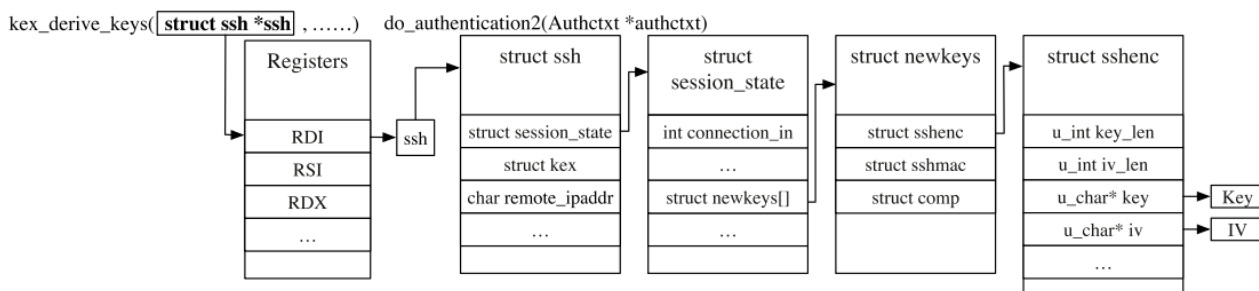 kex_derive_keys( struct ssh *ssh , ……) do_authentication2(Authctxt *authctxt)
Registers
RDI
RSI
RDX
…
ssh
struct ssh
struct session_state
struct kex
char remote_ipaddr
…
struct
session_state
int connection_in
…
struct newkeys[]
…
struct newkeys
struct sshenc
struct sshmac
struct comp
struct sshenc
u_int key_len
u_int iv_len
u_char* key
u_char* iv
…
Key
IV